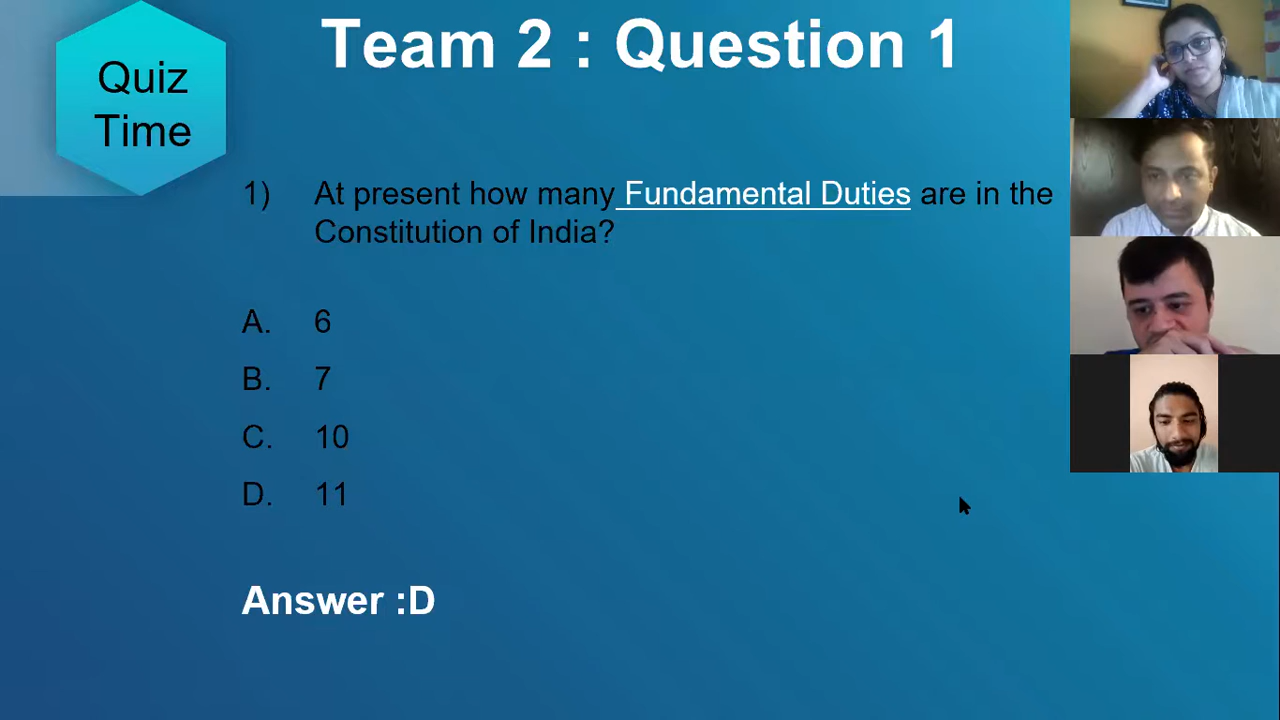 Quiz
Time
Team 2 : Question 1
1) At present how many Fundamental Duties are in the
Constitution of India?
A. 6
B. 7
C. 10
D. 11
Answer :D